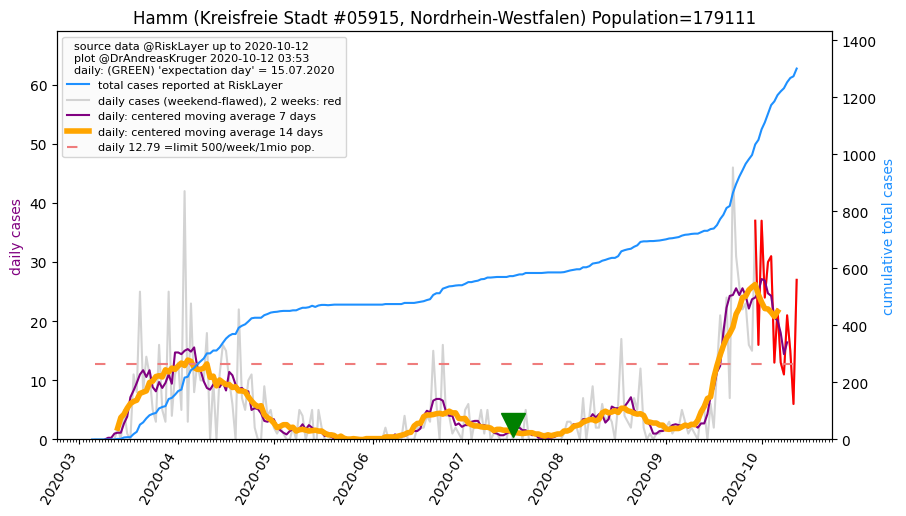 Hamm (Kreisfreie Stadt #05915, Nordrhein-Westfalen) Population=179111
source data @RiskLayer up to 2020-10-12
plot @DrAndreasKruger 2020-10-12 03:53
daily: (GREEN) 'expectation day' = 15.07.2020
total cases reported at RiskLayer
daily cases (weekend-flawed), 2 weeks: red
daily: centered moving average 7 days
daily: centered moving average 14 days
daily 12.79 =limit 500/week/1mio pop.
daily cases
60
50
40
30
20
10
0
cumulative total cases
1400
1200
1000
800
600
400
200
0
2020-03
2020-04
2020-05
2020-06
2020-07
2020-08
2020-09
2020-10